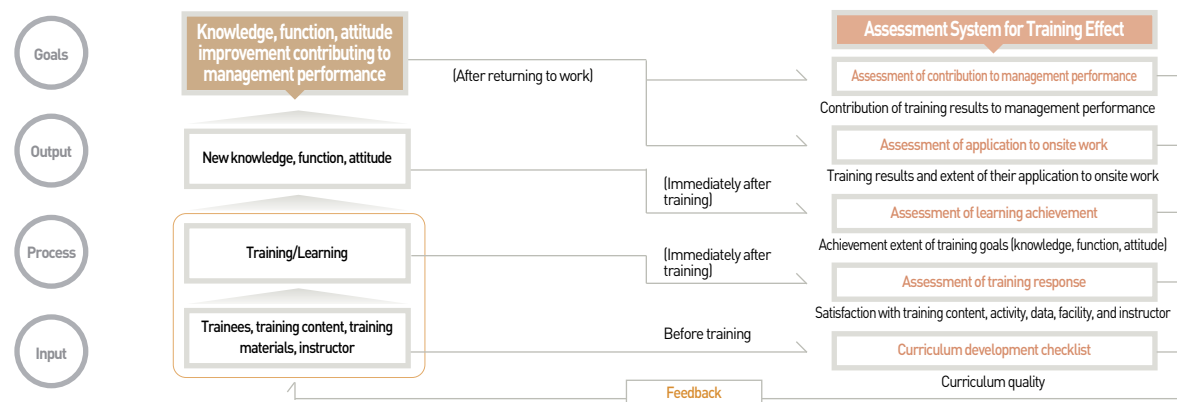 Goals
Knowledge, function, attitude
improvement contributing to
management performance
(After returning to work)
Assessment System for Training Effect
Assessment of contribution to management performance
Contribution of training results to management performance
Output
New knowledge, function, attitude
Assessment of application to onsite work
Training results and extent of their application to onsite work
(Immediately after
training)
Assessment of learning achievement
Achievement extent of training goals (knowledge, function, attitude)
Process
Training/Learning
(Immediately after
training)
Assessment of training response
Satisfaction with training content, activity, data, facility, and instructor
Input
Trainees, training content, training
materials, instructor
Before training
Curriculum development checklist
Curriculum quality
Feedback